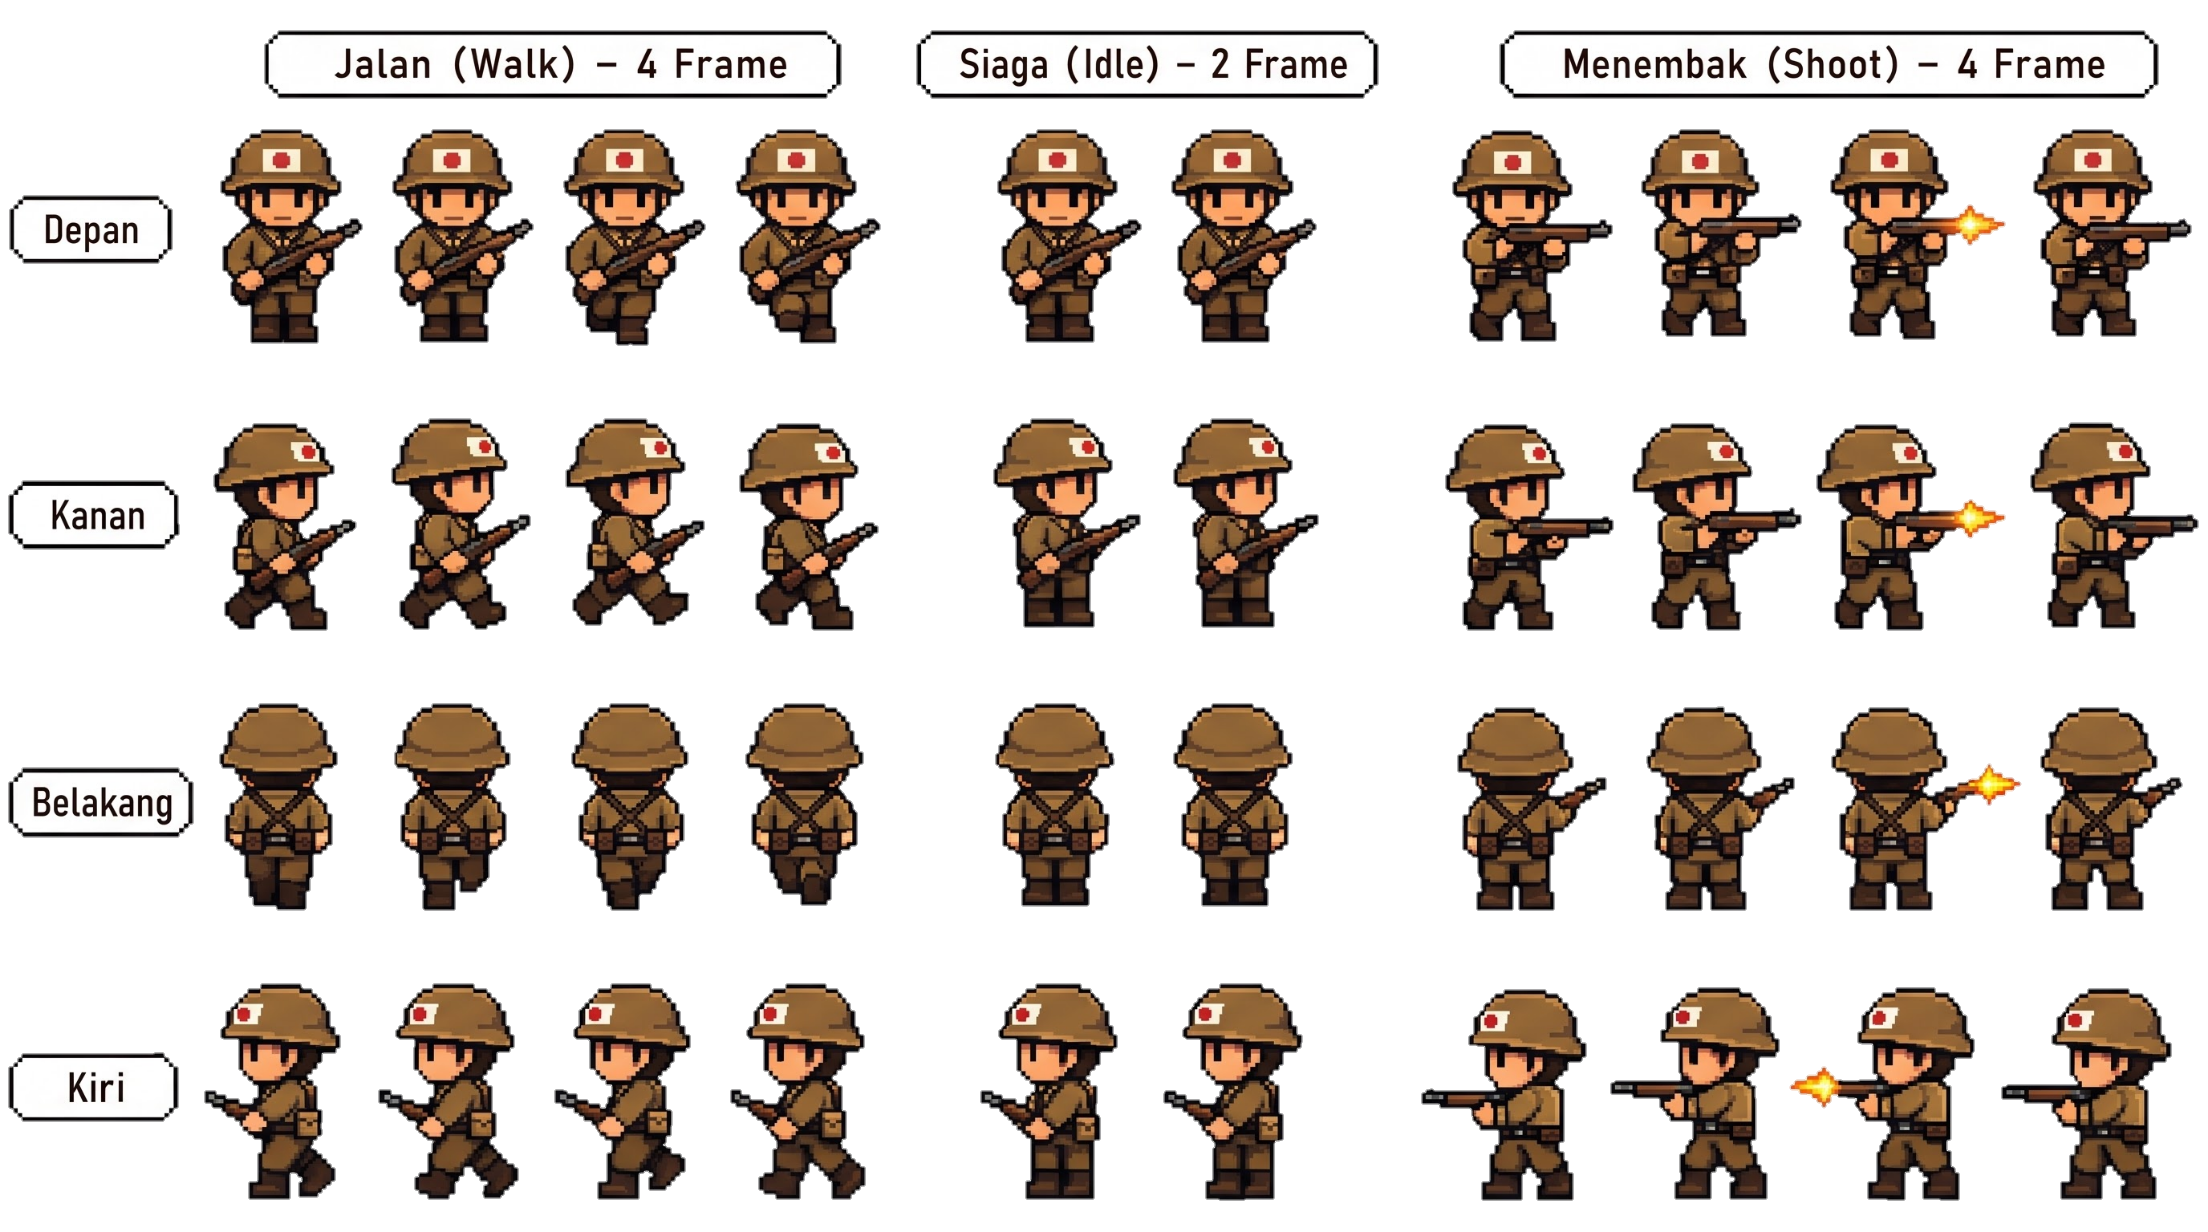 Jalan (Walk) – 4 Frame
Siaga (Idle) – 2 Frame
Menembak (Shoot) – 4 Frame
Depan
Kanan
Belakang
Kiri